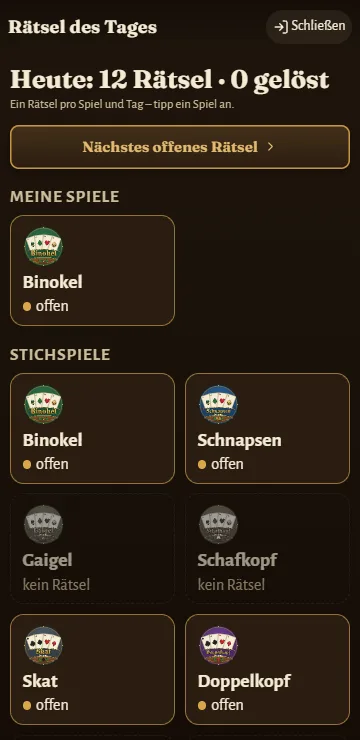 Rätsel des Tages
Schließen
Heute: 12 Rätsel · 0 gelöst
Ein Rätsel pro Spiel und Tag – tipp ein Spiel an.
Nächstes offenes Rätsel
MEINE SPIELE
Binokel
Binokel
offen
STICHSPIELE
Binokel
Schnapsen
Binokel
Schnapsen
offen
offen
Gaigel
Schafkopf
kein Rätsel
kein Rätsel
Skat
Skat
Doppelkopf
offen
offen